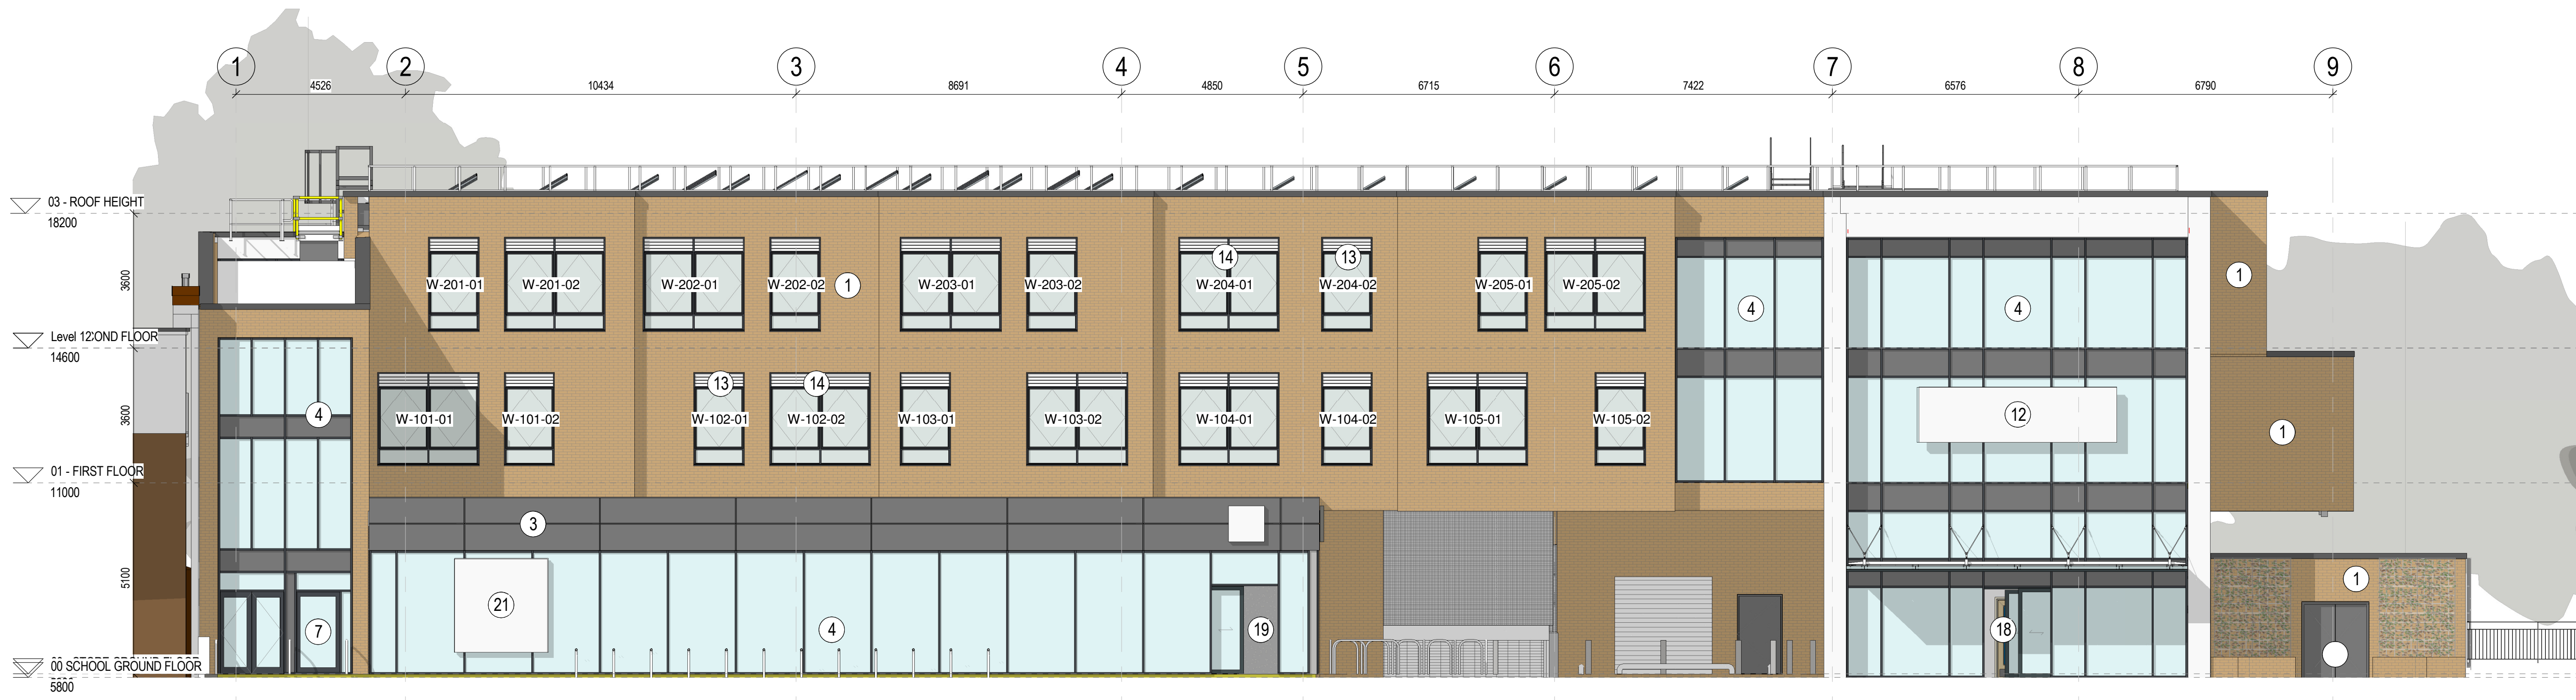 1 2 3 4 5 6 7 8 9
4526 10434 8691 4850 6715 7422 6576 6790
03 - ROOF HEIGHT
18200
3600
14 13
1
W-201-01 W-201-02 W-202-01 W-202-02 1 W-203-01 W-203-02 W-204-01 W-204-02 W-205-01 W-205-02
4 4
Level 12
OND FLOOR
14600
3600
13 14
4 W-101-01 W-101-02 W-102-01 W-102-02 W-103-01 W-103-02 W-104-01 W-104-02 W-105-01 W-105-02 12
1
01 - FIRST FLOOR
11000
3
5100
1
21
7 4 19 18
00 SCHOOL GROUND FLOOR
5800